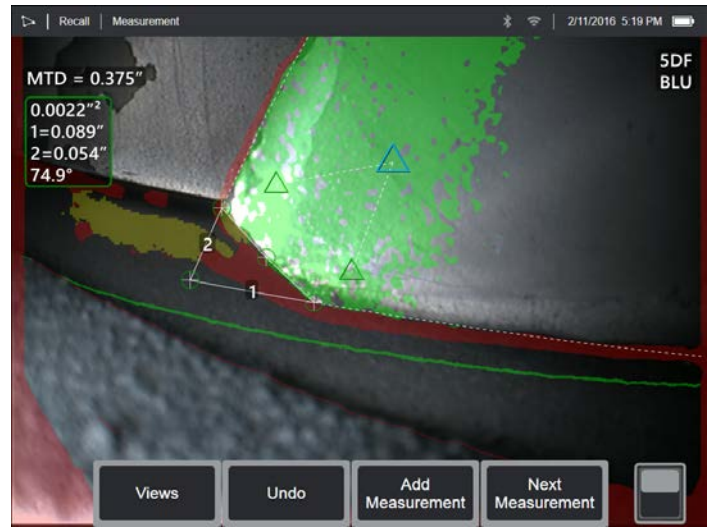 Recall | Measurement
2/11/2016 5:19 PM
5DF
BLU
MTD = 0.375"
0.0022"²
1=0.089"
2=0.054"
74.9°
2
1
Views
Undo
Add
Measurement
Next
Measurement